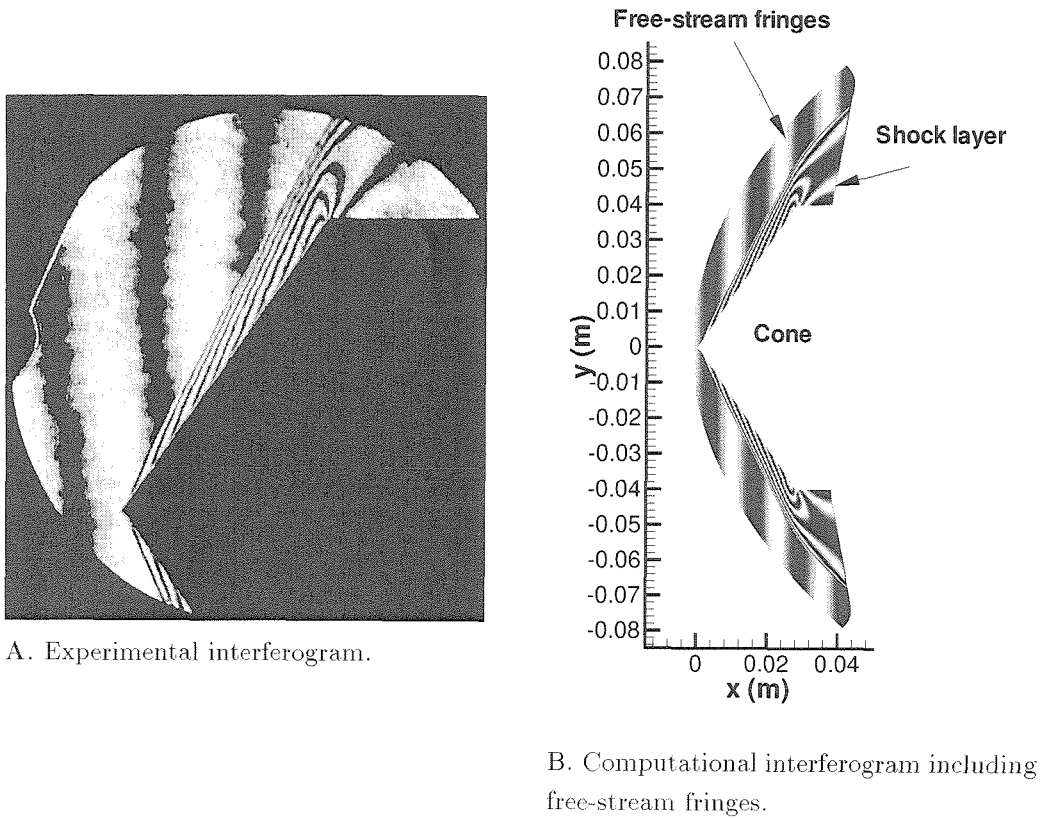 Free-stream fringes
0.08
0.07
0.06
Shock layer
0.05
0.04
0.03
0.02
0.01
Cone
0
y (m)
-0.01
-0.02
-0.03
-0.04
-0.05
-0.06
-0.07
-0.08
0 0.02 0.04
x (m)
A. Experimental interferogram.
B. Computational interferogram including
free-stream fringes.